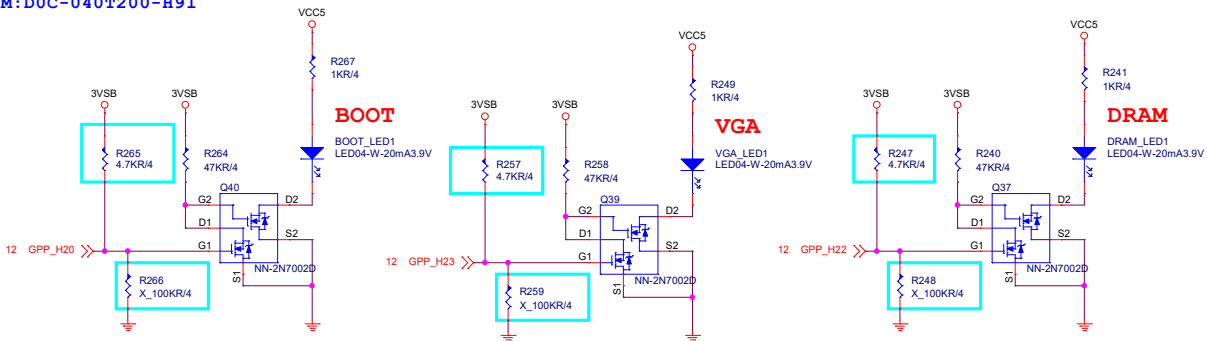 M:D0C-040T200-H91
VCC5
R267
1KR/4
3VSB
3VSB
BOOT
R265
4.7KR/4
R264
47KR/4
BOOT_LED1
LED04-W-20mA3.9V
Q40
G2
D2
D1
S2
12 GPP_H20
G1
S1
NN-2N7002D
R266
X_100KR/4
VCC5
R249
1KR/4
3VSB
3VSB
VGA
R257
4.7KR/4
R258
47KR/4
VGA_LED1
LED04-W-20mA3.9V
Q39
G2
D2
D1
S2
12 GPP_H23
G1
S1
NN-2N7002D
R259
X_100KR/4
VCC5
R241
1KR/4
3VSB
3VSB
DRAM
R247
4.7KR/4
R240
47KR/4
DRAM_LED1
LED04-W-20mA3.9V
Q37
G2
D2
D1
S2
12 GPP_H22
G1
S1
NN-2N7002D
R248
X_100KR/4